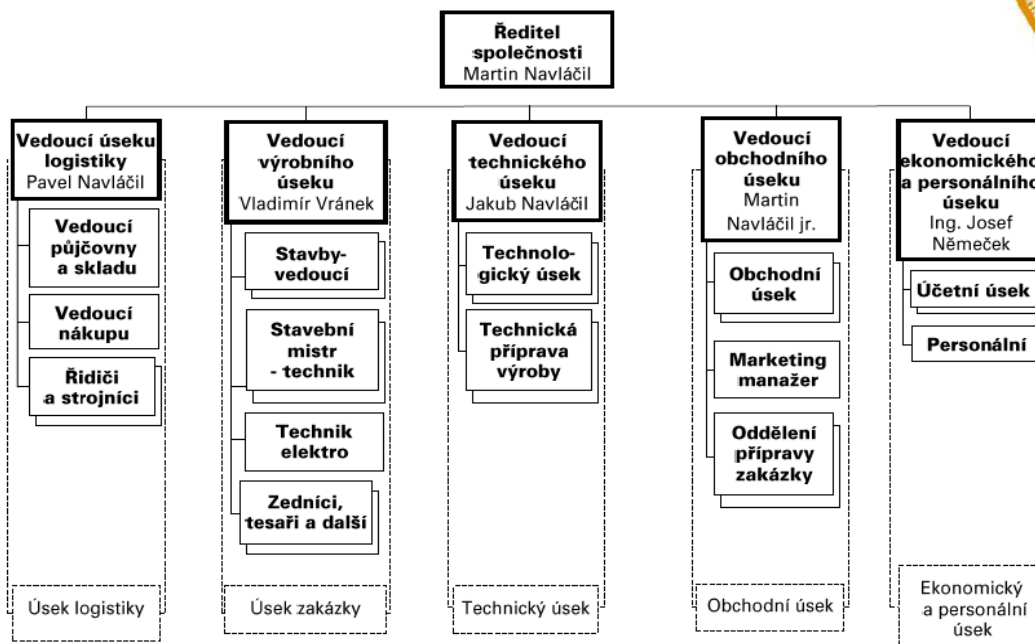 Ředitel
společnosti
Martin Navláčil
Vedoucí úseku
logistiky
Pavel Navláčil
Vedoucí
půjčovny
a skladu
Vedoucí
nákupu
Řidiči
a strojníci
Úsek logistiky
Vedoucí
výrobního
úseku
Vladimír Vránek
Stavby-
vedoucí
Stavební
mistr
- technik
Technik
elektro
Zedníci,
tesaři a další
Úsek zakázky
Vedoucí
technického
úseku
Jakub Navláčil
Technolo-
gický úsek
Technická
příprava
výroby
Technický úsek
Vedoucí
obchodního
úseku
Martin
Navláčil jr.
Obchodní
úsek
Marketing
manažer
Oddělení
přípravy
zakázky
Obchodní úsek
Vedoucí
ekonomického
a personálního
úseku
Ing. Josef
Němeček
Účetní úsek
Personální
Ekonomický
a personální
úsek